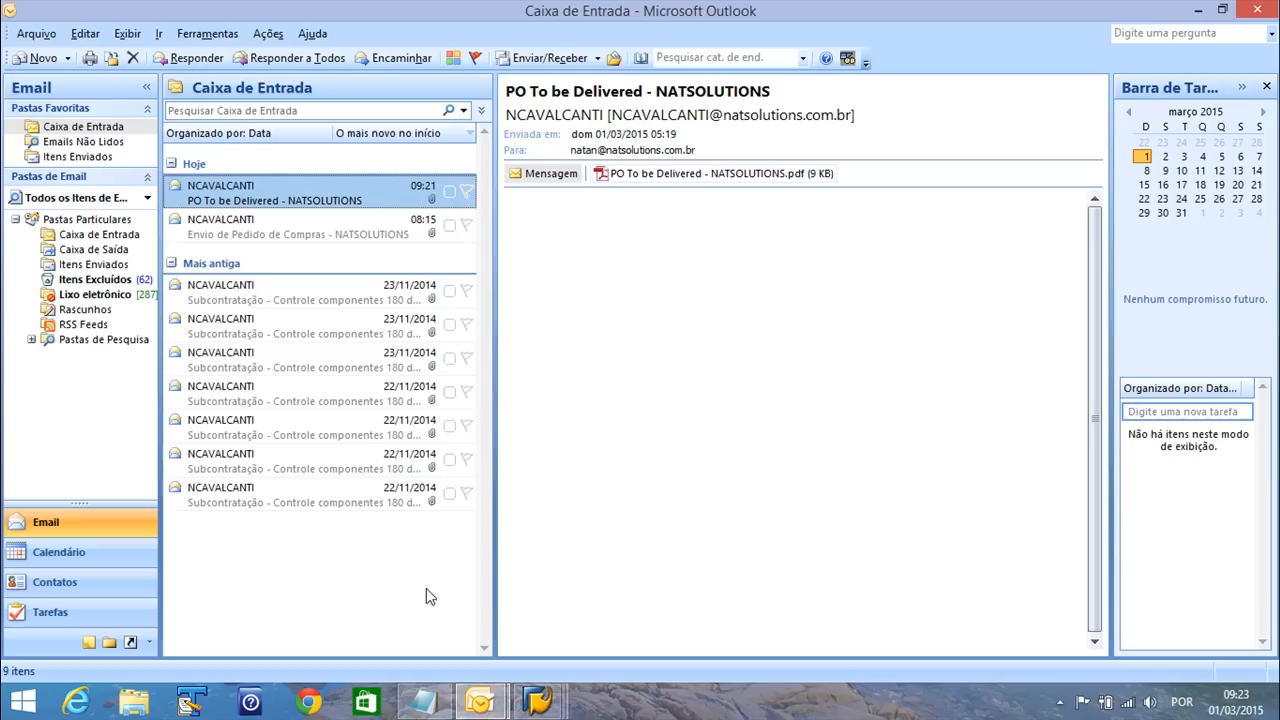 Caixa de Entrada - Microsoft Outlook
Arquivo Editar Exibir Ir Ferramentas Ações Ajuda
Digite uma pergunta
Novo Responder Responder a Todos Encaminhar Enviar/Receber Pesquisar cat. de end.
Email
Pastas Favoritas
Caixa de Entrada
Emails Não Lidos
Itens Enviados
Pastas de Email
Todos os Itens de E...
Pastas Particulares
Caixa de Entrada
Caixa de Saída
Itens Enviados
Itens Excluídos (62)
Lixo eletrônico [287]
Rascunhos
RSS Feeds
Pastas de Pesquisa
Email
Calendário
Contatos
Tarefas
Caixa de Entrada
Pesquisar Caixa de Entrada
Organizado por: Data O mais novo no início
Hoje
NCAVALCANTI 09:21
PO To be Delivered - NATSOLUTIONS
NCAVALCANTI 08:15
Envio de Pedido de Compras - NATSOLUTIONS
Mais antiga
NCAVALCANTI 23/11/2014
Subcontratação - Controle componentes 180 d...
NCAVALCANTI 23/11/2014
Subcontratação - Controle componentes 180 d...
NCAVALCANTI 23/11/2014
Subcontratação - Controle componentes 180 d...
NCAVALCANTI 22/11/2014
Subcontratação - Controle componentes 180 d...
NCAVALCANTI 22/11/2014
Subcontratação - Controle componentes 180 d...
NCAVALCANTI 22/11/2014
Subcontratação - Controle componentes 180 d...
NCAVALCANTI 22/11/2014
Subcontratação - Controle componentes 180 d...
PO To be Delivered - NATSOLUTIONS
NCAVALCANTI [NCAVALCANTI@natsolutions.com.br]
Enviada em: dom 01/03/2015 05:19
Para: natan@natsolutions.com.br
Mensagem PO To be Delivered - NATSOLUTIONS.pdf (9 KB)
Barra de Tar...
março 2015
D S T Q Q S S
22 23 24 25 26 27 28
1 2 3 4 5 6 7
8 9 10 11 12 13 14
15 16 17 18 19 20 21
22 23 24 25 26 27 28
29 30 31 1 2 3 4
Nenhum compromisso futuro.
Organizado por: Data...
Digite uma nova tarefa
Não há itens neste modo
de exibição.
9 itens
POR
09:23
01/03/2015